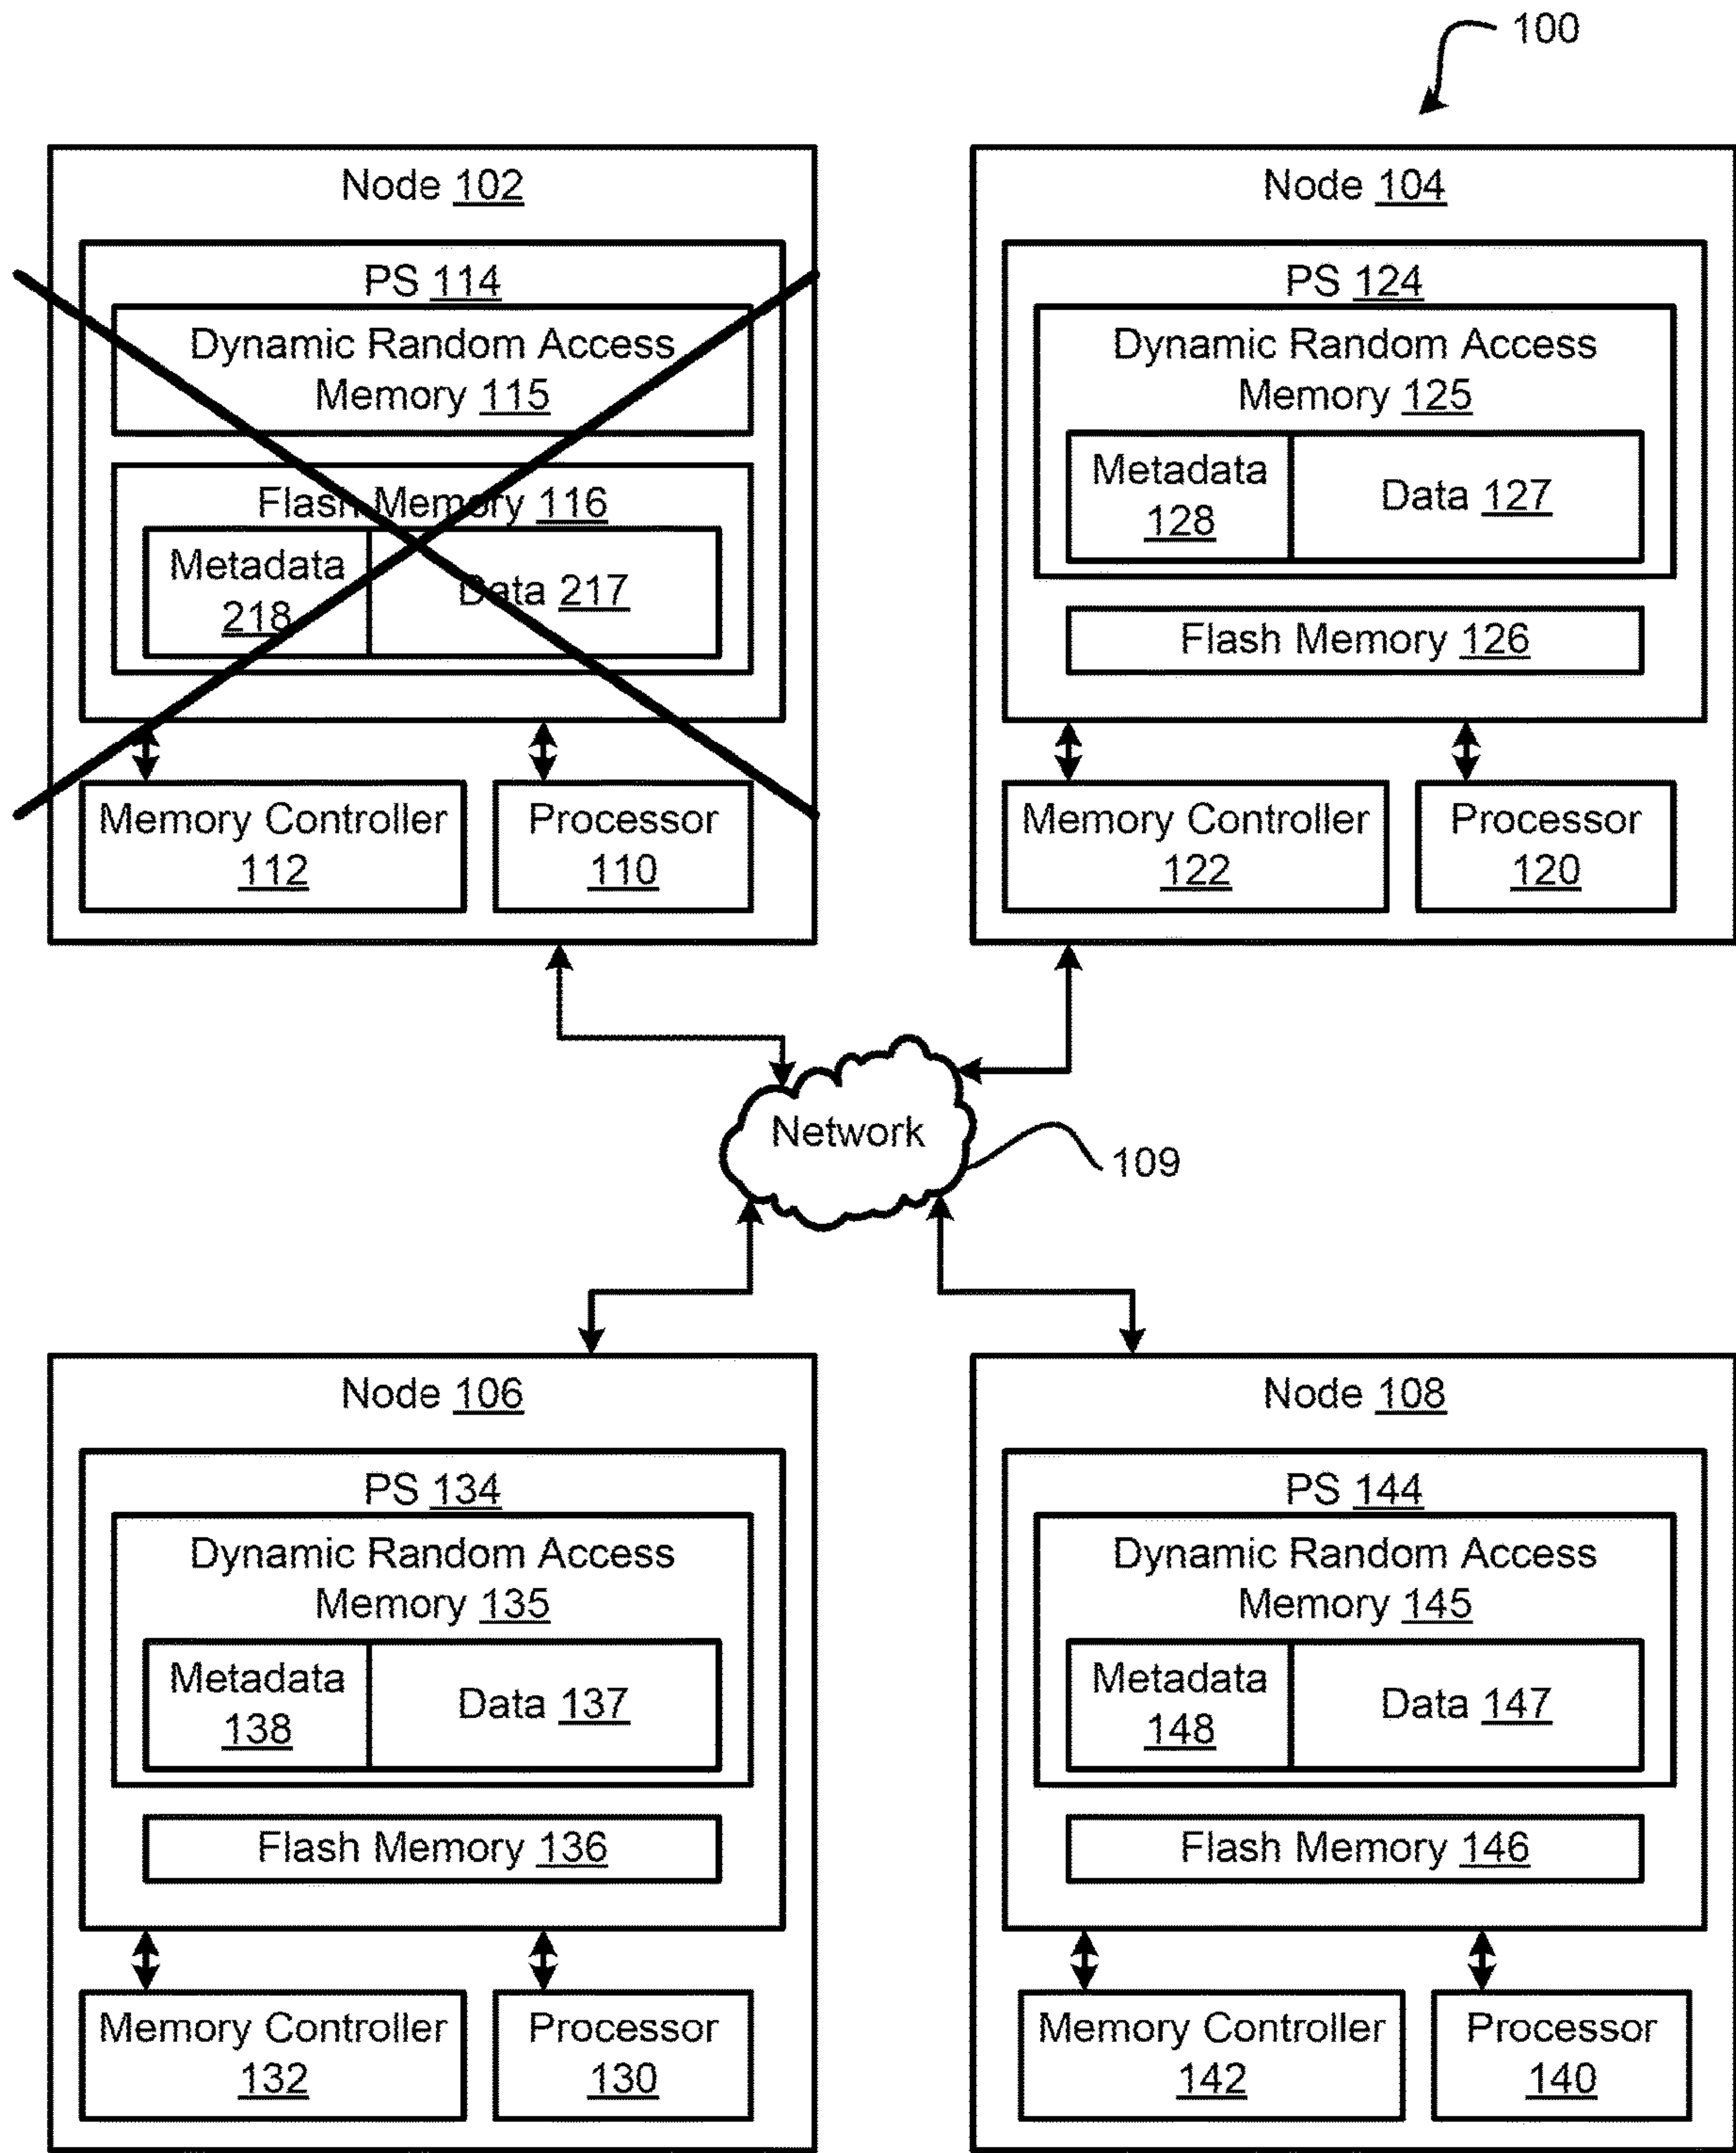 100
Node 102
PS 114
Dynamic Random Access
Memory 115
Flash Memory 116
Metadata
218
Data 217
Memory Controller
112
Processor
110
Node 104
PS 124
Dynamic Random Access
Memory 125
Metadata
128
Data 127
Flash Memory 126
Memory Controller
122
Processor
120
Network
109
Node 106
PS 134
Dynamic Random Access
Memory 135
Metadata
138
Data 137
Flash Memory 136
Memory Controller
132
Processor
130
Node 108
PS 144
Dynamic Random Access
Memory 145
Metadata
148
Data 147
Flash Memory 146
Memory Controller
142
Processor
140